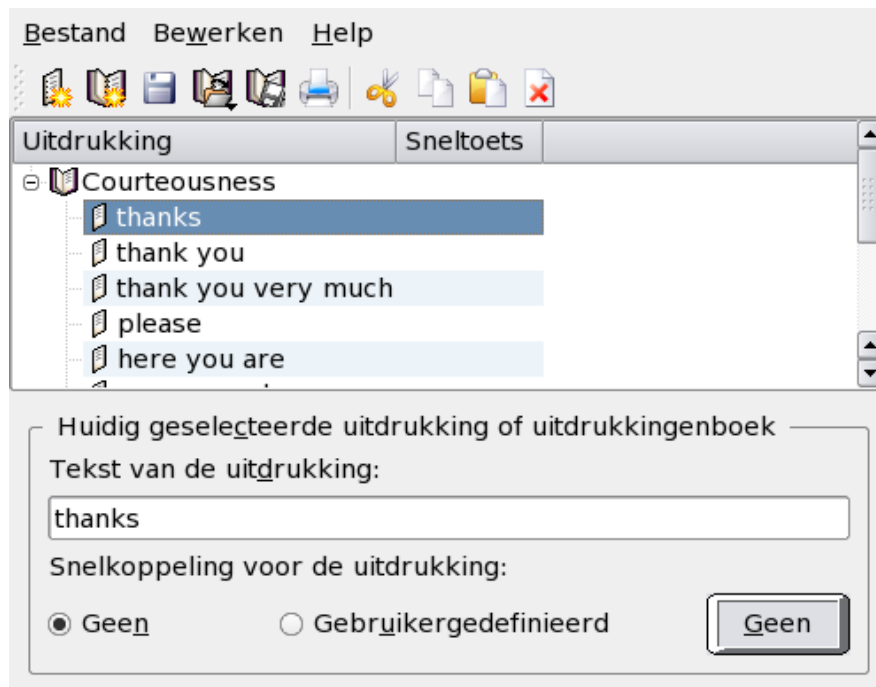 Bestand Bewerken Help
Uitdrukking Sneltoets
Courteousness
thanks
thank you
thank you very much
please
here you are
Huidig geselecteerde uitdrukking of uitdrukkingenboek
Tekst van de uitdrukking:
thanks
Snelkoppeling voor de uitdrukking:
Geen Gebruikergedefinieerd Geen